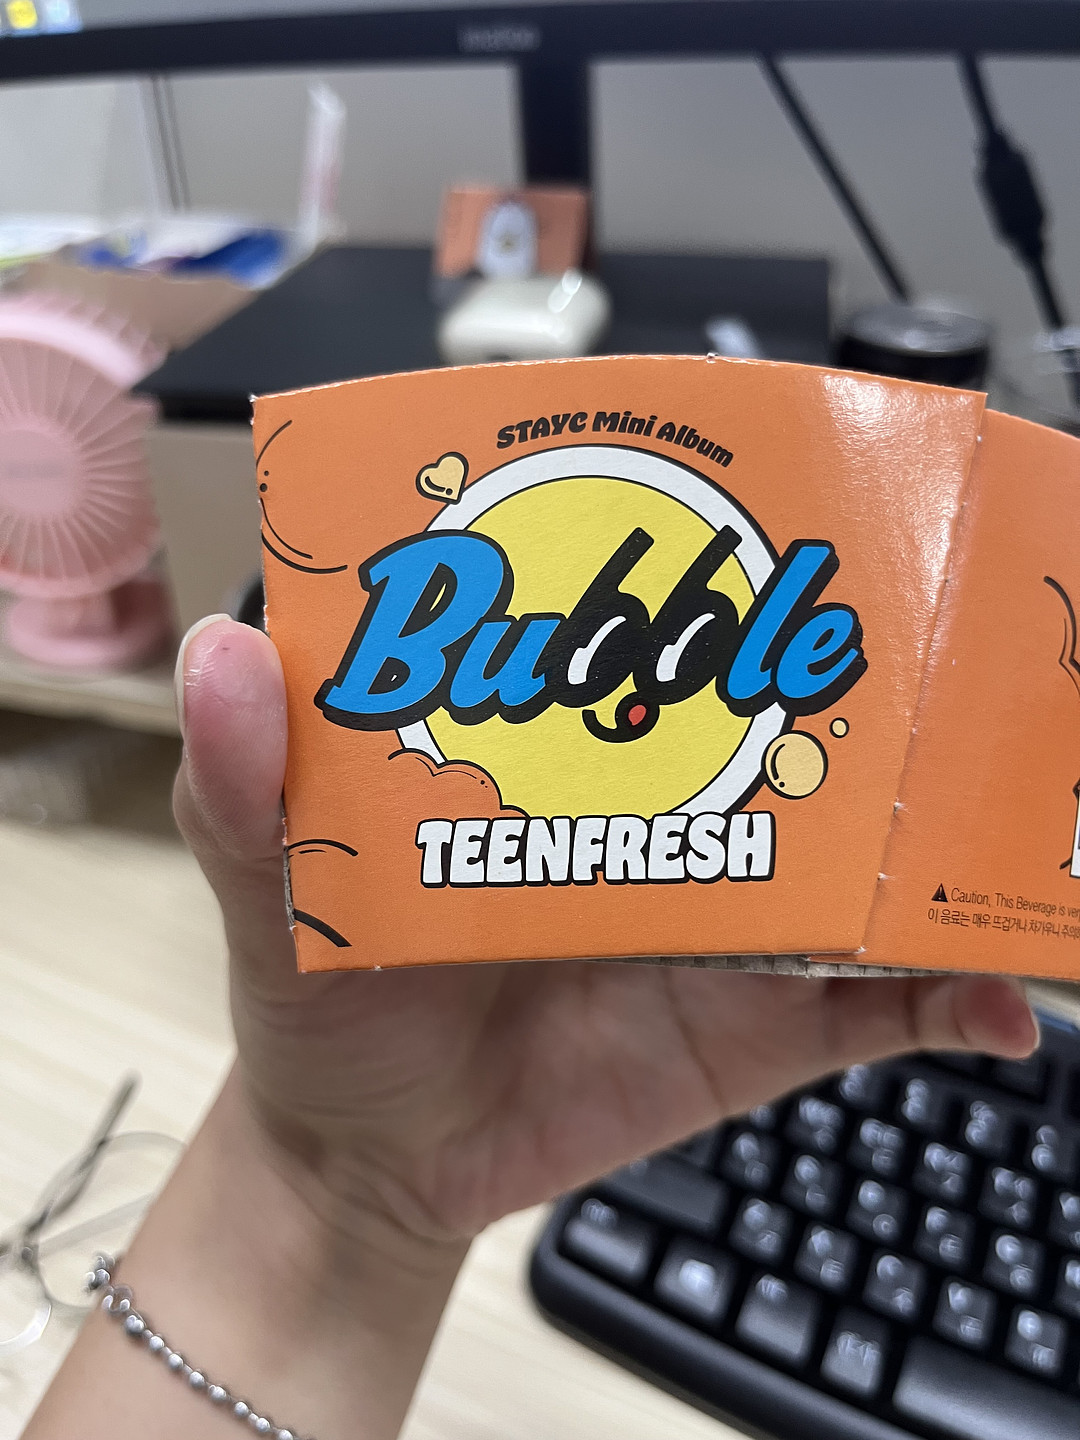 STAYC Mini Album
Bubble
TEENFRESH
Caution, This Beverage is
이 음료는 매우 뜨겁거나 차가우니